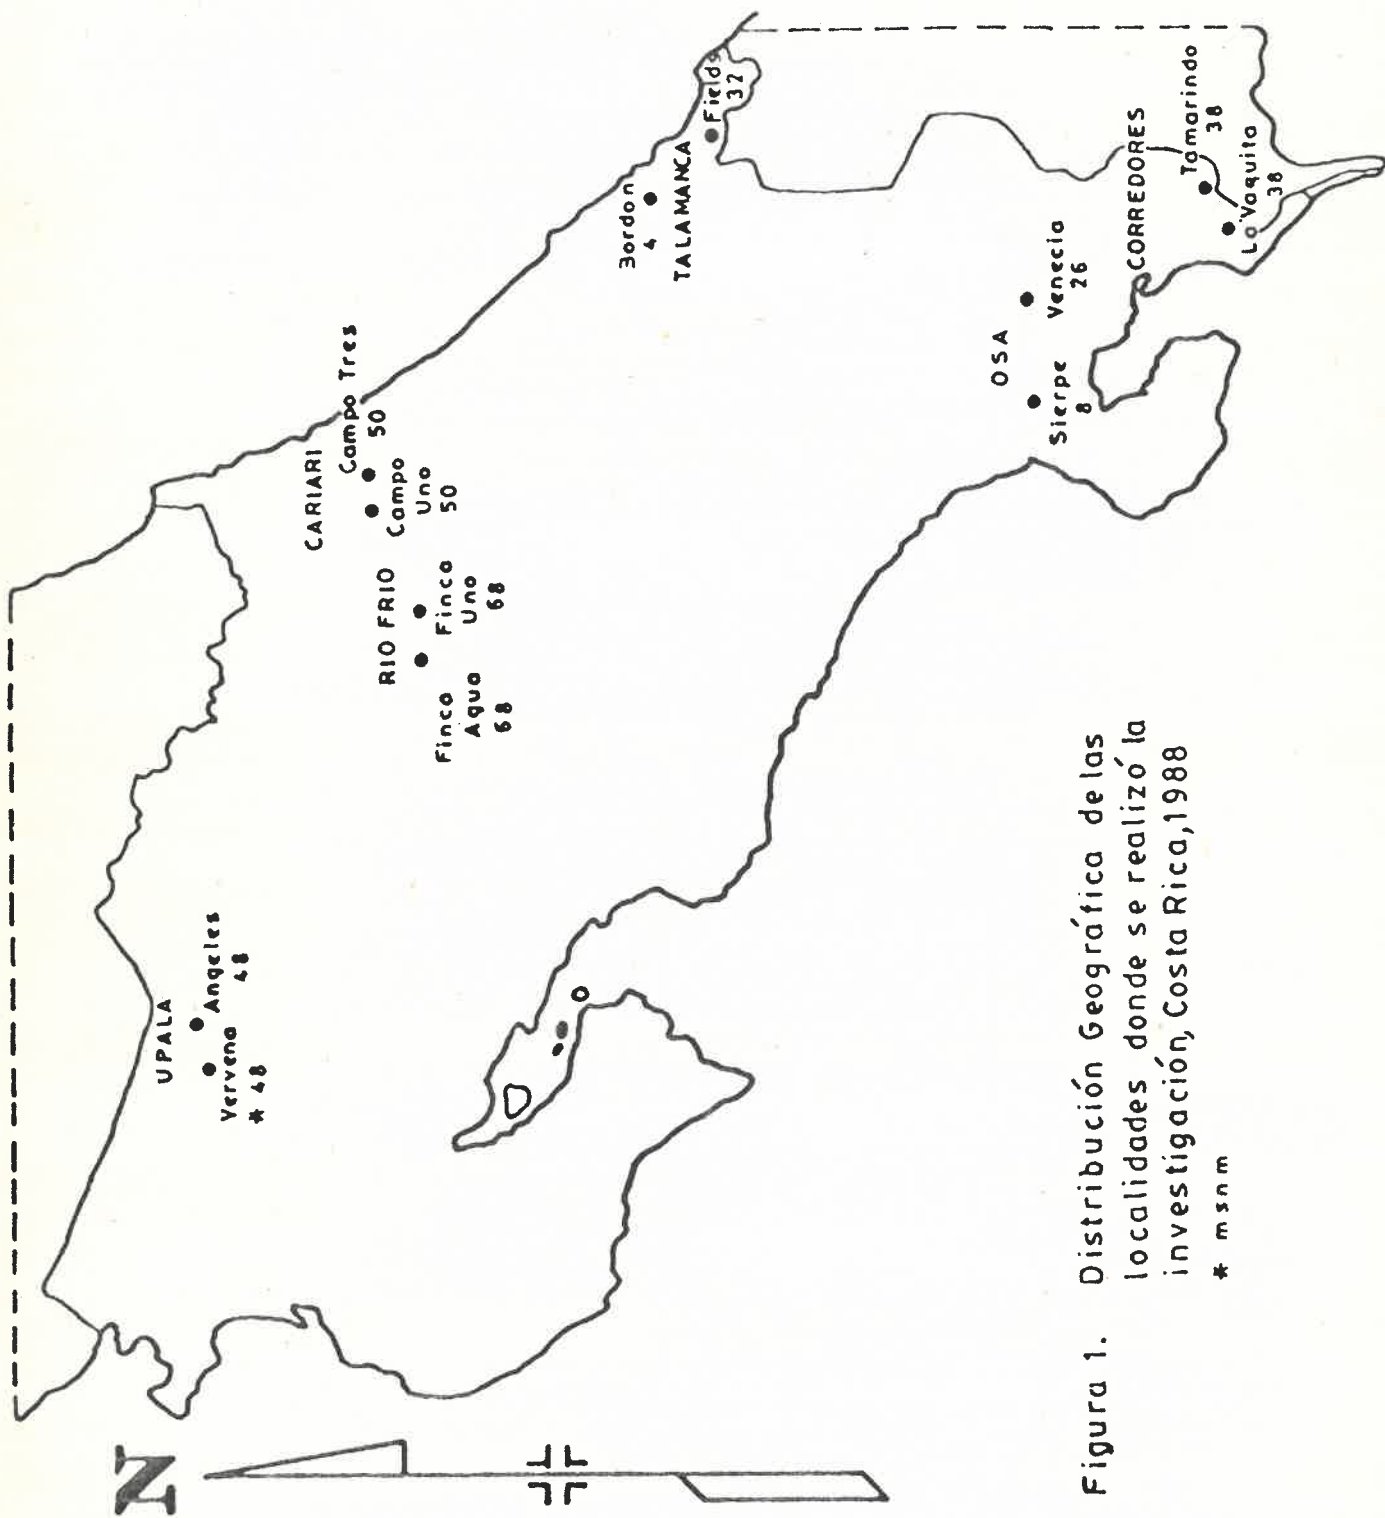 N
UPALA
Angeles
48
Vervena
* 48
RIO FRIO
Finca
Uno
68
Finca
Agua
68
CARIARI
Campo Tres
50
Campo
Uno
50
Bordon
4
TALAMANCA
Fields
32
OSA
Sierpe
8
Venecia
26
CORREDORES
Tamarindo
38
La Vaquita
38
Figura 1. Distribución Geográfica de las
localidades donde se realizó la
investigación, Costa Rica, 1988
* msnm